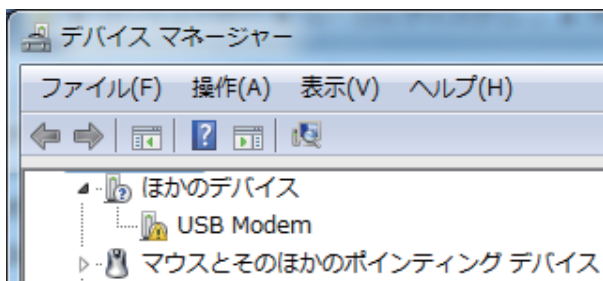 デバイス マネージャー
ファイル(F) 操作(A) 表示(V) ヘルプ(H)
ほかのデバイス
USB Modem
マウスとそのほかのポインティング デバイス